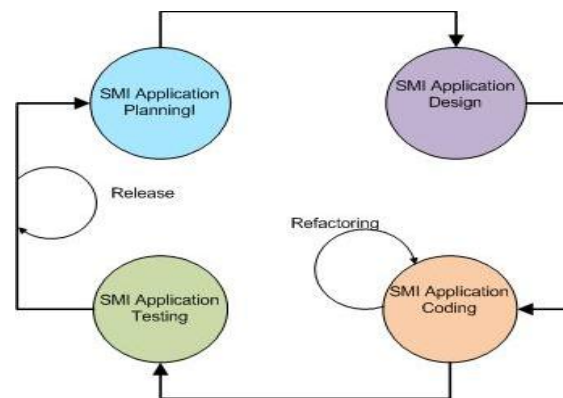 SMI Application
PlanningI
SMI Application
Design
Release
Refactoring
SMI Application
Testing
SMI Application
Coding